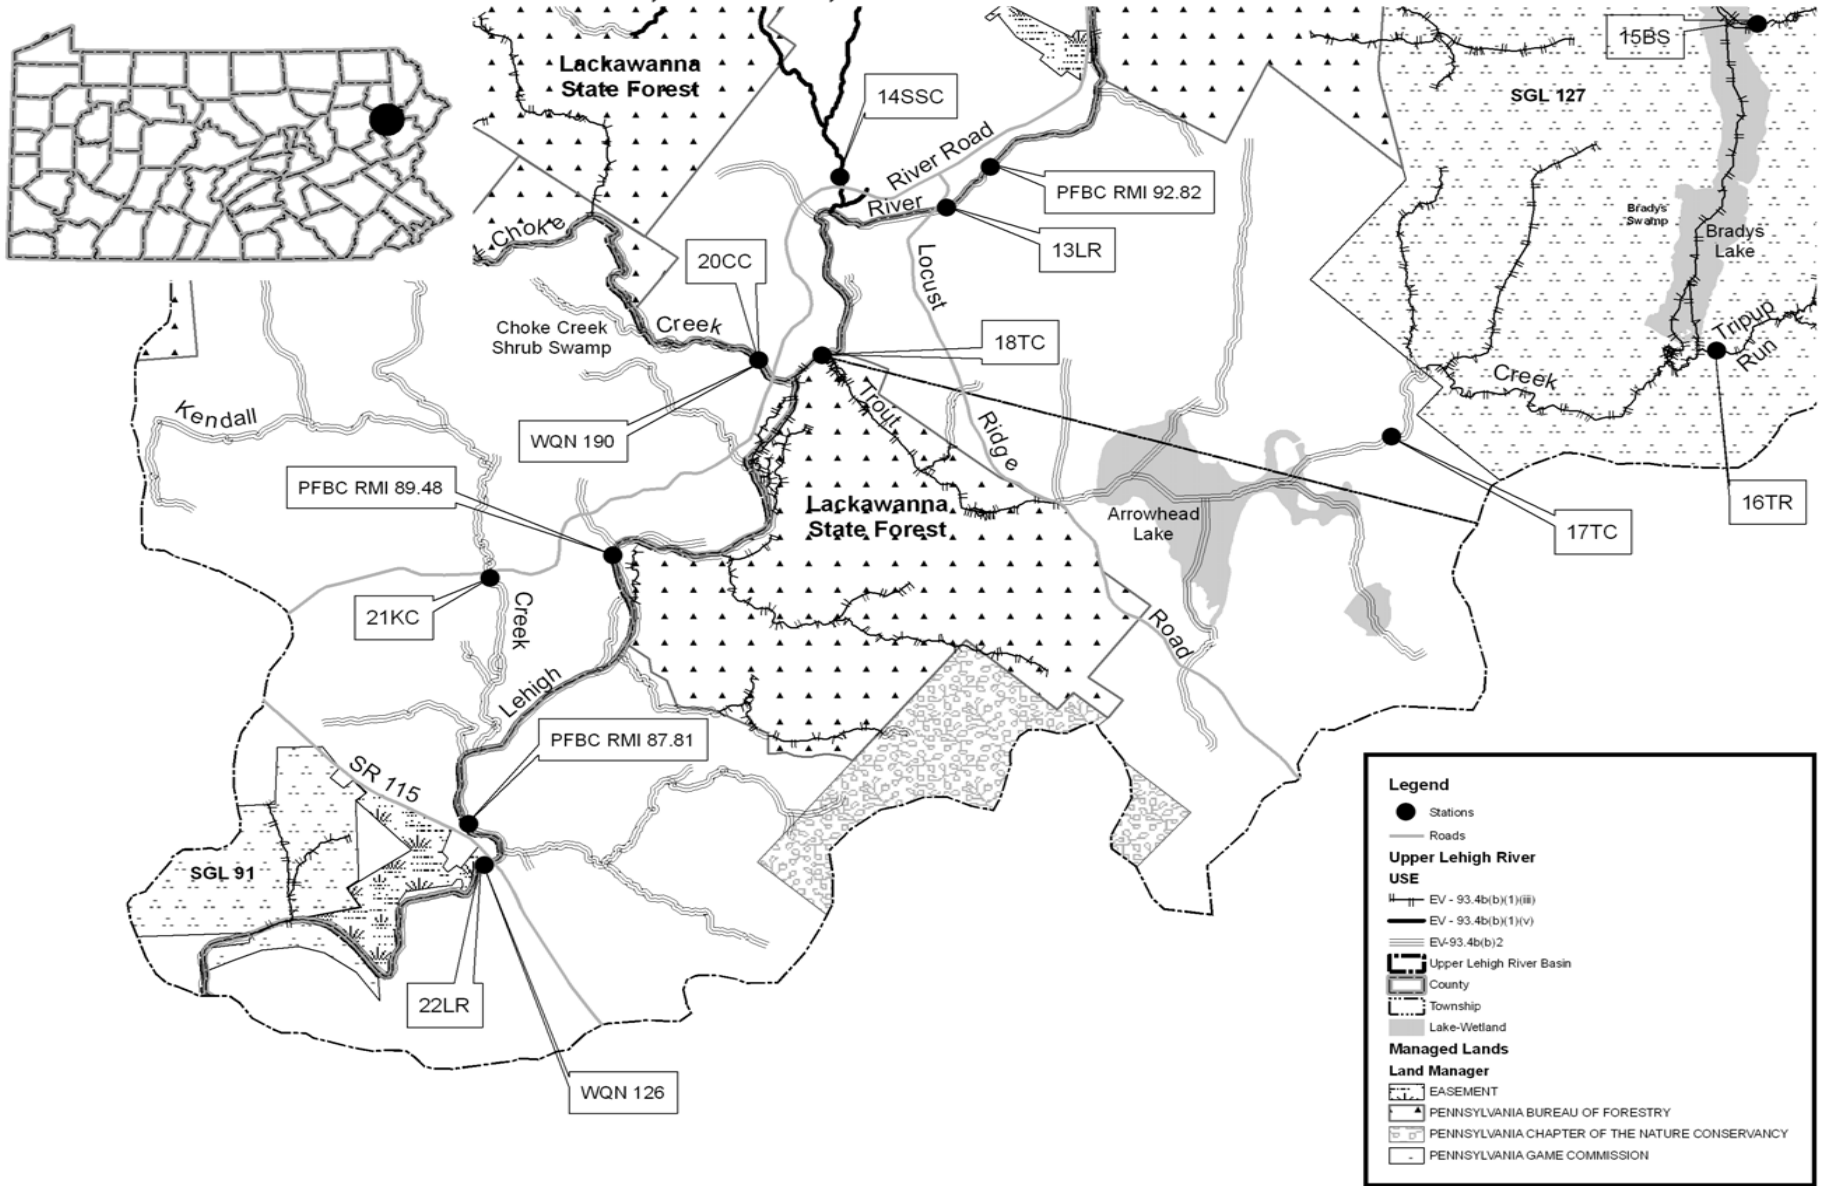 Lackawanna
State Forest
14SSC
15BS
SGL 127
River Road
PFBC RMI 92.82
River
13LR
Choke
20CC
Locust
Bradys
Swamp
Bradys
Lake
Choke Creek
Shrub Swamp
Creek
18TC
Tripup
Run
Creek
Trout
Kendall
WQN 190
Ridge
PFBC RMI 89.48
Lackawanna
State Forest
Arrowhead
Lake
17TC
16TR
21KC
Creek
Road
Lehigh
PFBC RMI 87.81
SR 115
SGL 91
22LR
WQN 126
Legend
Stations
Roads
Upper Lehigh River
USE
EV - 93.4b(b)(1)(iii)
EV - 93.4b(b)(1)(v)
EV-93.4b(b)2
Upper Lehigh River Basin
County
Township
Lake-Wetland
Managed Lands
Land Manager
EASEMENT
PENNSYLVANIA BUREAU OF FORESTRY
PENNSYLVANIA CHAPTER OF THE NATURE CONSERVANCY
PENNSYLVANIA GAME COMMISSION